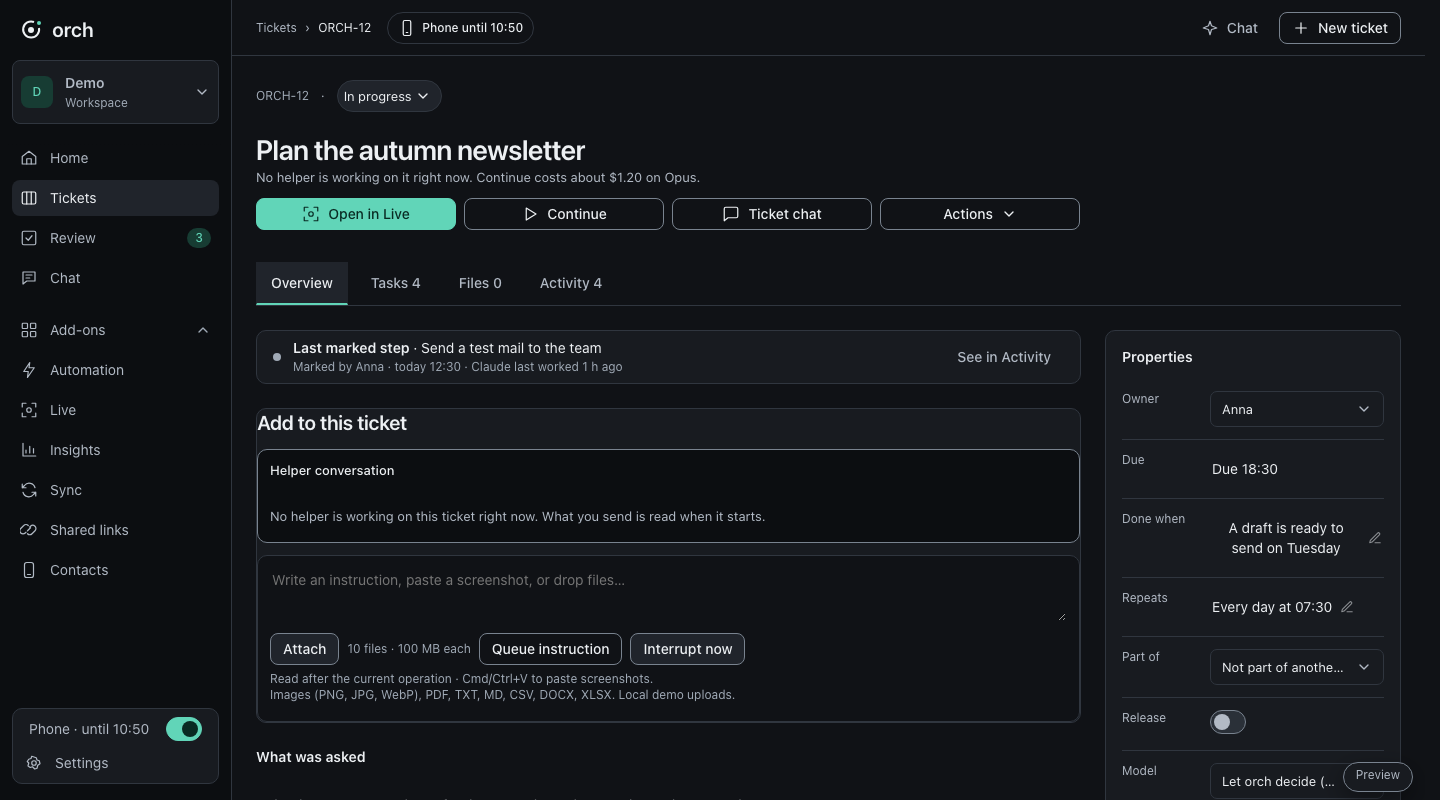 orch
Demo
Workspace
D
Home
Tickets
Review
3
Chat
Add-ons
Automation
Live
Insights
Sync
Shared links
Contacts
Phone · until 10:50
Settings
Tickets › ORCH-12
Phone until 10:50
Chat
New ticket
ORCH-12 ·
In progress
Plan the autumn newsletter
No helper is working on it right now. Continue costs about $1.20 on Opus.
Open in Live
Continue
Ticket chat
Actions
Overview
Tasks 4
Files 0
Activity 4
Last marked step · Send a test mail to the team
Marked by Anna · today 12:30 · Claude last worked 1 h ago
See in Activity
Add to this ticket
Helper conversation
No helper is working on this ticket right now. What you send is read when it starts.
Write an instruction, paste a screenshot, or drop files...
Attach
10 files · 100 MB each
Queue instruction
Interrupt now
Read after the current operation · Cmd/Ctrl+V to paste screenshots.
Images (PNG, JPG, WebP), PDF, TXT, MD, CSV, DOCX, XLSX. Local demo uploads.
What was asked
Properties
Owner
Anna
Due
Due 18:30
Done when
A draft is ready to
send on Tuesday
Repeats
Every day at 07:30
Part of
Not part of anothe...
Release
Model
Let orch decide (...
Preview